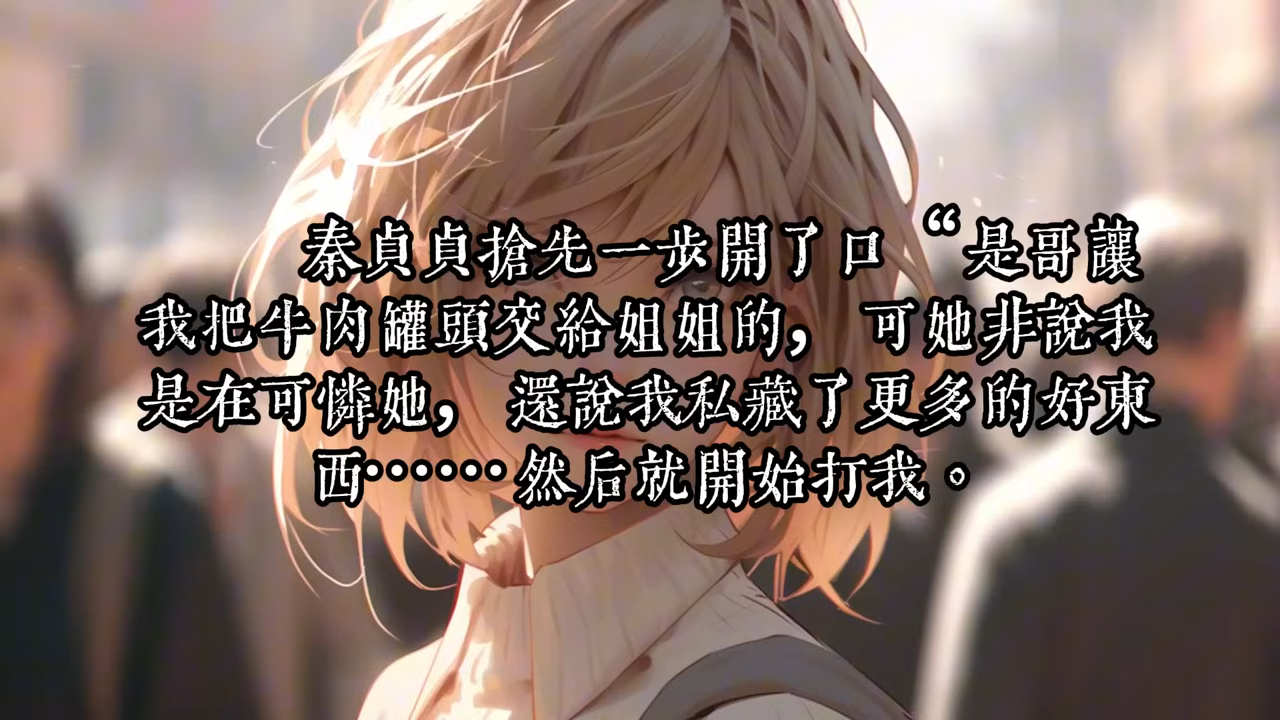 秦貞貞搶先一步開了口“是哥讓
我把牛肉罐頭交給姐姐的，可她非說我
是在可憐她，還說我私藏了更多的好東
西……然后就開始打我。